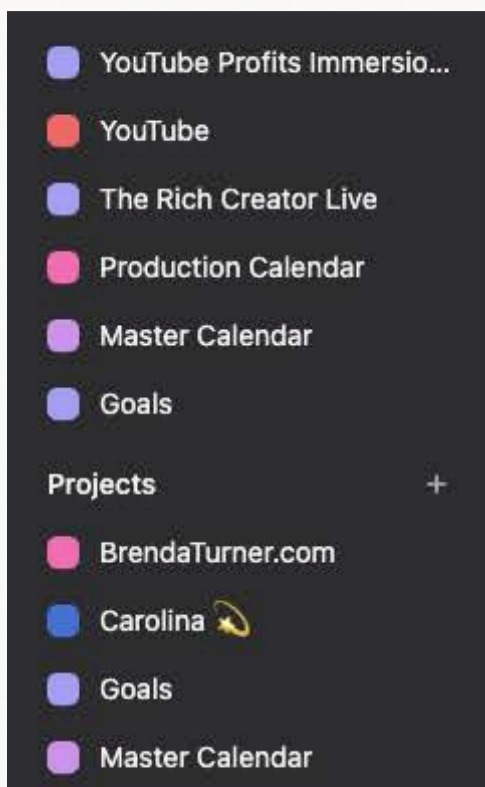 YouTube Profits Immersio...
YouTube
The Rich Creator Live
Production Calendar
Master Calendar
Goals
Projects +
BrendaTurner.com
Carolina 💫
Goals
Master Calendar